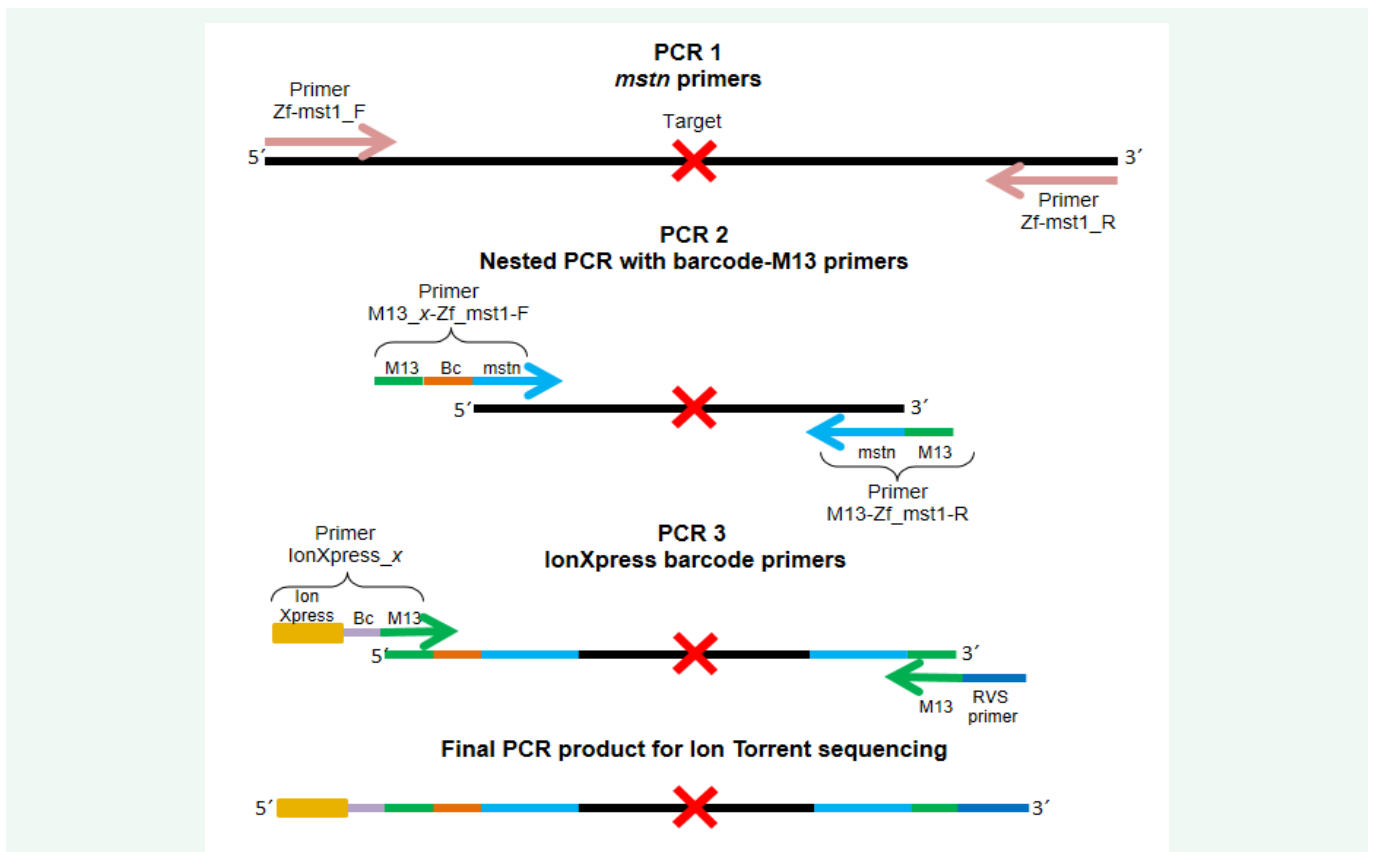 PCR 1
mstn primers
Primer
Zf-mst1_F
Target
5′
3′
Primer
Zf-mst1_R
PCR 2
Nested PCR with barcode-M13 primers
Primer
M13_x-Zf_mst1-F
M13 Bc mstn
5′
3′
mstn M13
Primer
M13-Zf_mst1-R
PCR 3
IonXpress barcode primers
Primer
IonXpress_x
Ion
Xpress Bc M13
5′
3′
M13 RVS
primer
Final PCR product for Ion Torrent sequencing
5′
3′